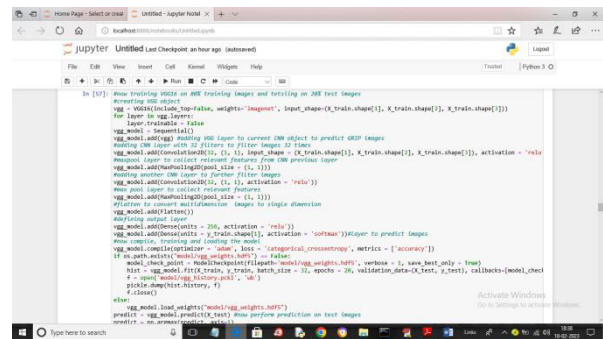 Home Page - Select or creat
Untitled - Jupyter Notel
localhost:8888/notebooks/Untitled.ipynb
jupyter Untitled Last Checkpoint: an hour ago (autosaved)
Logout
File Edit View Insert Cell Kernel Widgets Help
Trusted Python 3
Run Code
In [57]: #now training VGG16 on 80% training images and tetsiing on 20% test images
#creating VGG object
vgg = VGG16(include_top=False, weights='imagenet', input_shape=(X_train.shape[1], X_train.shape[2], X_train.shape[3]))
for layer in vgg.layers:
layer.trainable = False
vgg_model = Sequential()
vgg_model.add(vgg) #adding VGG layer to current CNN object to predict GRIP images
#adding CNN layer with 32 fliters to filter images 32 times
vgg_model.add(Convolution2D(32, (1, 1), input_shape = (X_train.shape[1], X_train.shape[2], X_train.shape[3]), activation = 'relu
#maxpool layer to collect relevant features from CNN previous layer
vgg_model.add(MaxPooling2D(pool_size = (1, 1)))
#adding another CNN layer to further filter images
vgg_model.add(Convolution2D(32, (1, 1), activation = 'relu'))
#max pool layer to collect relevant features
vgg_model.add(MaxPooling2D(pool_size = (1, 1)))
#flatten to convert multidimension images to single dimension
vgg_model.add(Flatten())
#defining output layer
vgg_model.add(Dense(units = 256, activation = 'relu'))
vgg_model.add(Dense(units = y_train.shape[1], activation = 'softmax'))#layer to predict images
#now compile, training and loading the model
vgg_model.compile(optimizer = 'adam', loss = 'categorical_crossentropy', metrics = ['accuracy'])
if os.path.exists("model/vgg_weights.hdf5") == False:
model_check_point = ModelCheckpoint(filepath='model/vgg_weights.hdf5', verbose = 1, save_best_only = True)
hist = vgg_model.fit(X_train, y_train, batch_size = 32, epochs = 20, validation_data=(X_test, y_test), callbacks=[model_check
f = open('model/vgg_history.pckl', 'wb')
pickle.dump(hist.history, f)
f.close()
else:
vgg_model.load_weights("model/vgg_weights.hdf5")
predict = vgg_model.predict(X_test) #now perform prediction on test images
predict = np.argmax(predict, axis=1)
Activate Windows
Go to Settings to activate Windows.
Type here to search
Links
18:38
18-02-2023